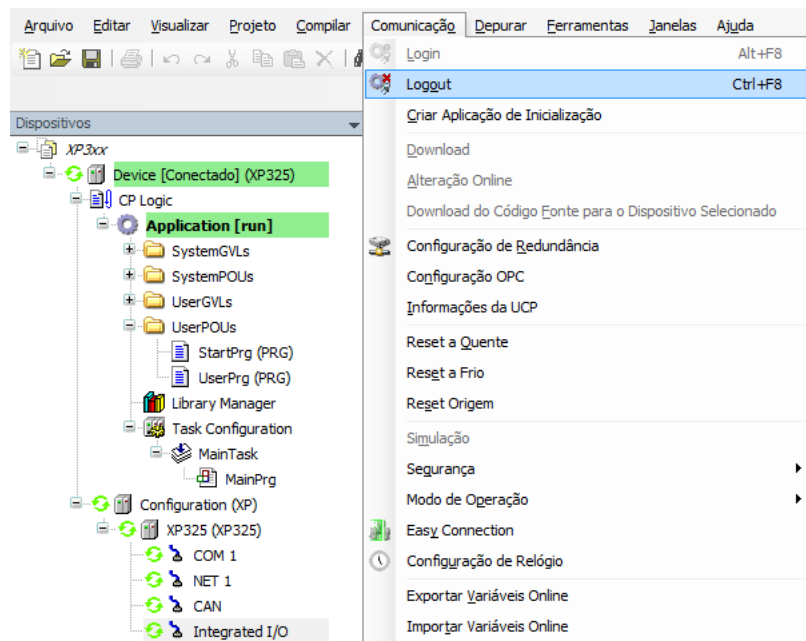 Arquivo Editar Visualizar Projeto Compilar Comunicação Depurar Ferramentas Janelas Ajuda
Dispositivos
XP3xx
Device [Conectado] (XP325)
CP Logic
Application [run]
SystemGVLs
SystemPOUs
UserGVLs
UserPOUs
StartPrg (PRG)
UserPrg (PRG)
Library Manager
Task Configuration
MainTask
MainPrg
Configuration (XP)
XP325 (XP325)
COM 1
NET 1
CAN
Integrated I/O
Login Alt+F8
Logout Ctrl+F8
Criar Aplicação de Inicialização
Download
Alteração Online
Download do Código Fonte para o Dispositivo Selecionado
Configuração de Redundância
Configuração OPC
Informações da UCP
Reset a Quente
Reset a Frio
Reset Origem
Simulação
Segurança
Modo de Operação
Easy Connection
Configuração de Relógio
Exportar Variáveis Online
Importar Variáveis Online